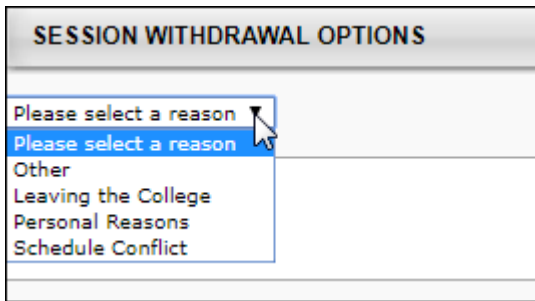 SESSION WITHDRAWAL OPTIONS
Please select a reason
Please select a reason
Other
Leaving the College
Personal Reasons
Schedule Conflict